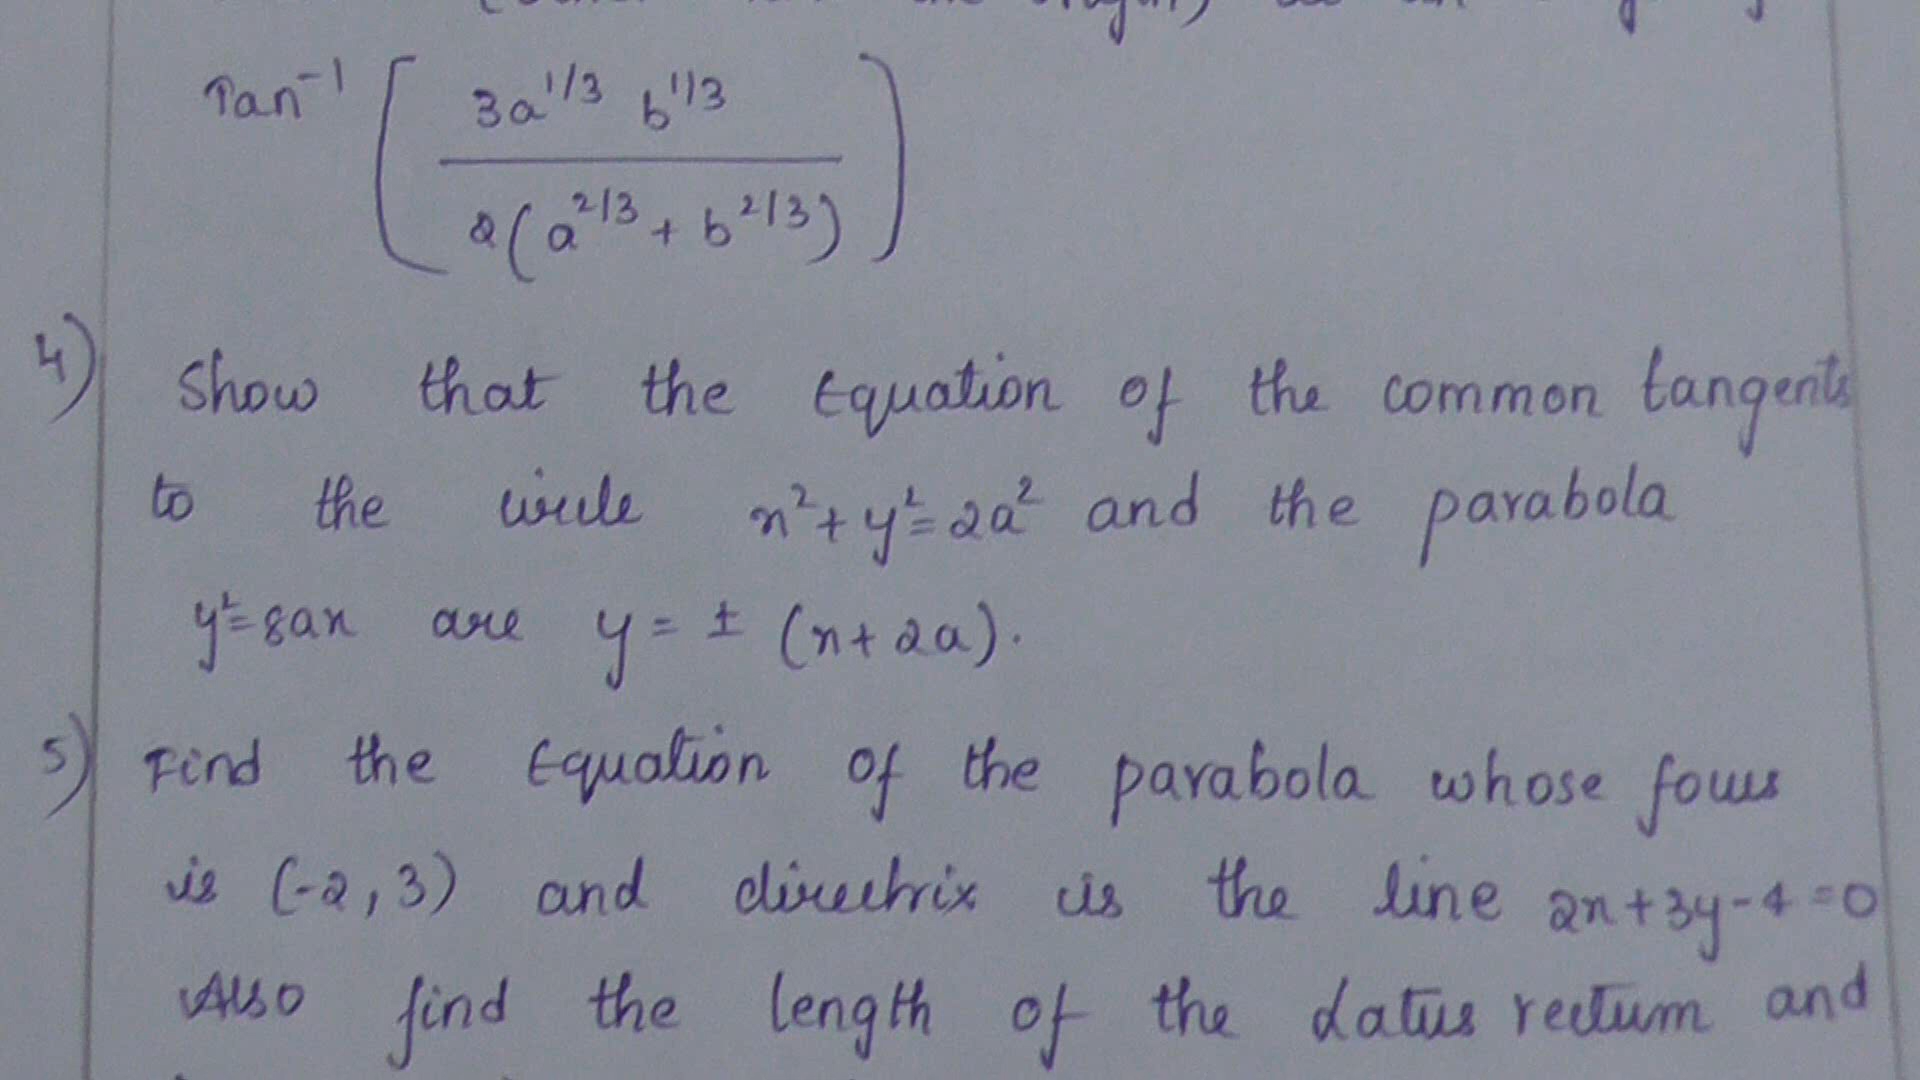 Tan⁻¹ [ 3a^1/3 b^1/3 / 2(a^2/3 + b^2/3) ]
4) Show that the Equation of the common tangents
to the circle x²+y²=2a² and the parabola
y²=8ax are y= ± (x+2a).
5) Find the Equation of the parabola whose focus
is (-2,3) and directrix is the line 2x+3y-4=0
Also find the length of the Latus rectum and